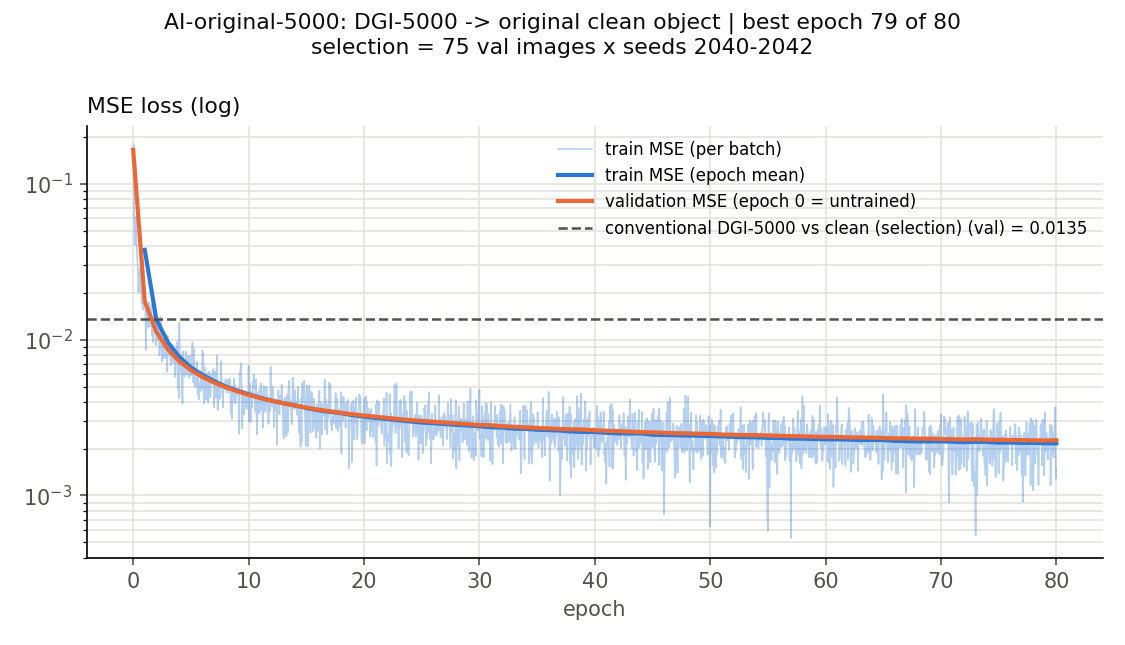 AI-original-5000: DGI-5000 -> original clean object | best epoch 79 of 80
selection = 75 val images x seeds 2040-2042
MSE loss (log)
train MSE (per batch)
train MSE (epoch mean)
validation MSE (epoch 0 = untrained)
conventional DGI-5000 vs clean (selection) (val) = 0.0135
10⁻¹
10⁻²
10⁻³
0 10 20 30 40 50 60 70 80
epoch